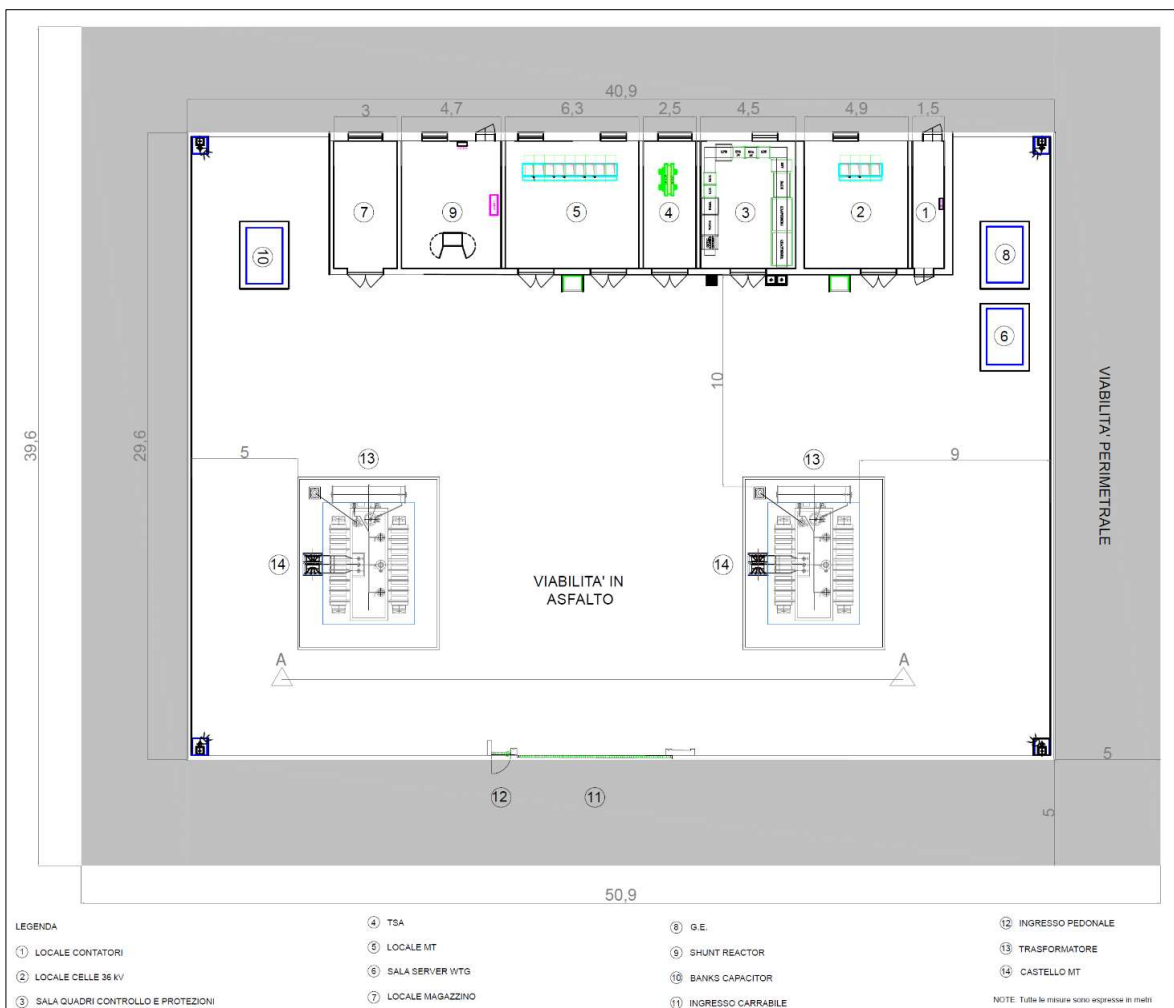 40,9
3
4,7
6,3
2,5
4,5
4,9
1,5
7
9
5
4
3
2
1
10
8
6
10
39,6
29,6
5
13
13
9
VIABILITA' PERIMETRALE
14
14
VIABILITA' IN
ASFALTO
A
A
5
12
11
5
50,9
LEGENDA
1 LOCALE CONTATORI
2 LOCALE CELLE 36 kV
3 SALA QUADRI CONTROLLO E PROTEZIONI
4 TSA
5 LOCALE MT
6 SALA SERVER WTG
7 LOCALE MAGAZZINO
8 G.E.
9 SHUNT REACTOR
10 BANKS CAPACITOR
11 INGRESSO CARRABILE
12 INGRESSO PEDONALE
13 TRASFORMATORE
14 CASTELLO MT
NOTE: Tutte le misure sono espresse in metri